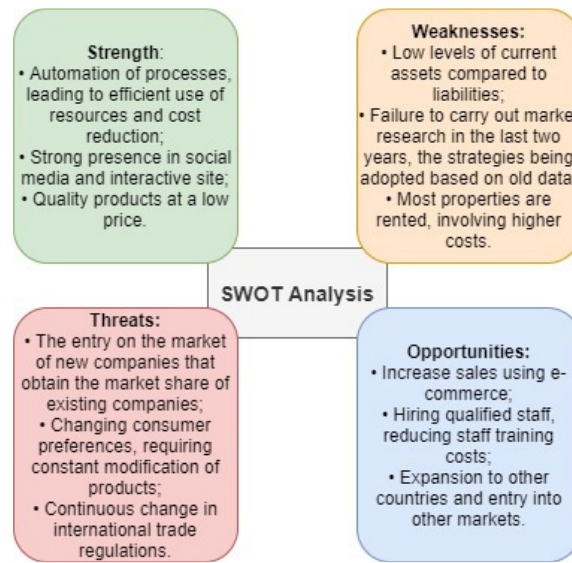 Strength:
• Automation of processes,
leading to efficient use of
resources and cost
reduction;
• Strong presence in social
media and interactive site;
• Quality products at a low
price.
Weaknesses:
• Low levels of current
assets compared to
liabilities;
• Failure to carry out marke
research in the last two
years, the strategies being
adopted based on old data
• Most properties are
rented, involving higher
costs.
SWOT Analysis
Threats:
• The entry on the market
of new companies that
obtain the market share of
existing companies;
• Changing consumer
preferences, requiring
constant modification of
products;
• Continuous change in
international trade
regulations.
Opportunities:
• Increase sales using e-
commerce;
• Hiring qualified staff,
reducing staff training
costs;
• Expansion to other
countries and entry into
other markets.